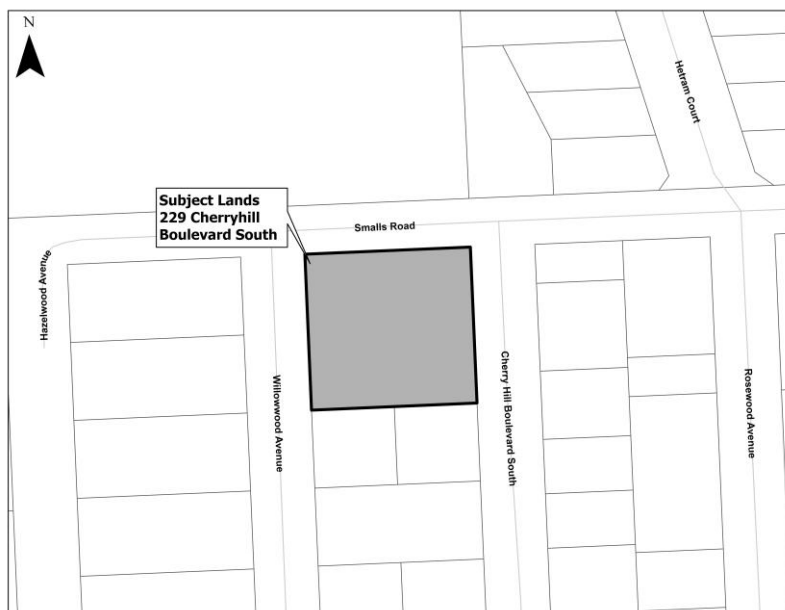 N
Hetram Court
Subject Lands
229 Cherryhill
Boulevard South
Smalls Road
Hazelwood Avenue
Willowwood Avenue
Cherry Hill Boulevard South
Rosewood Avenue